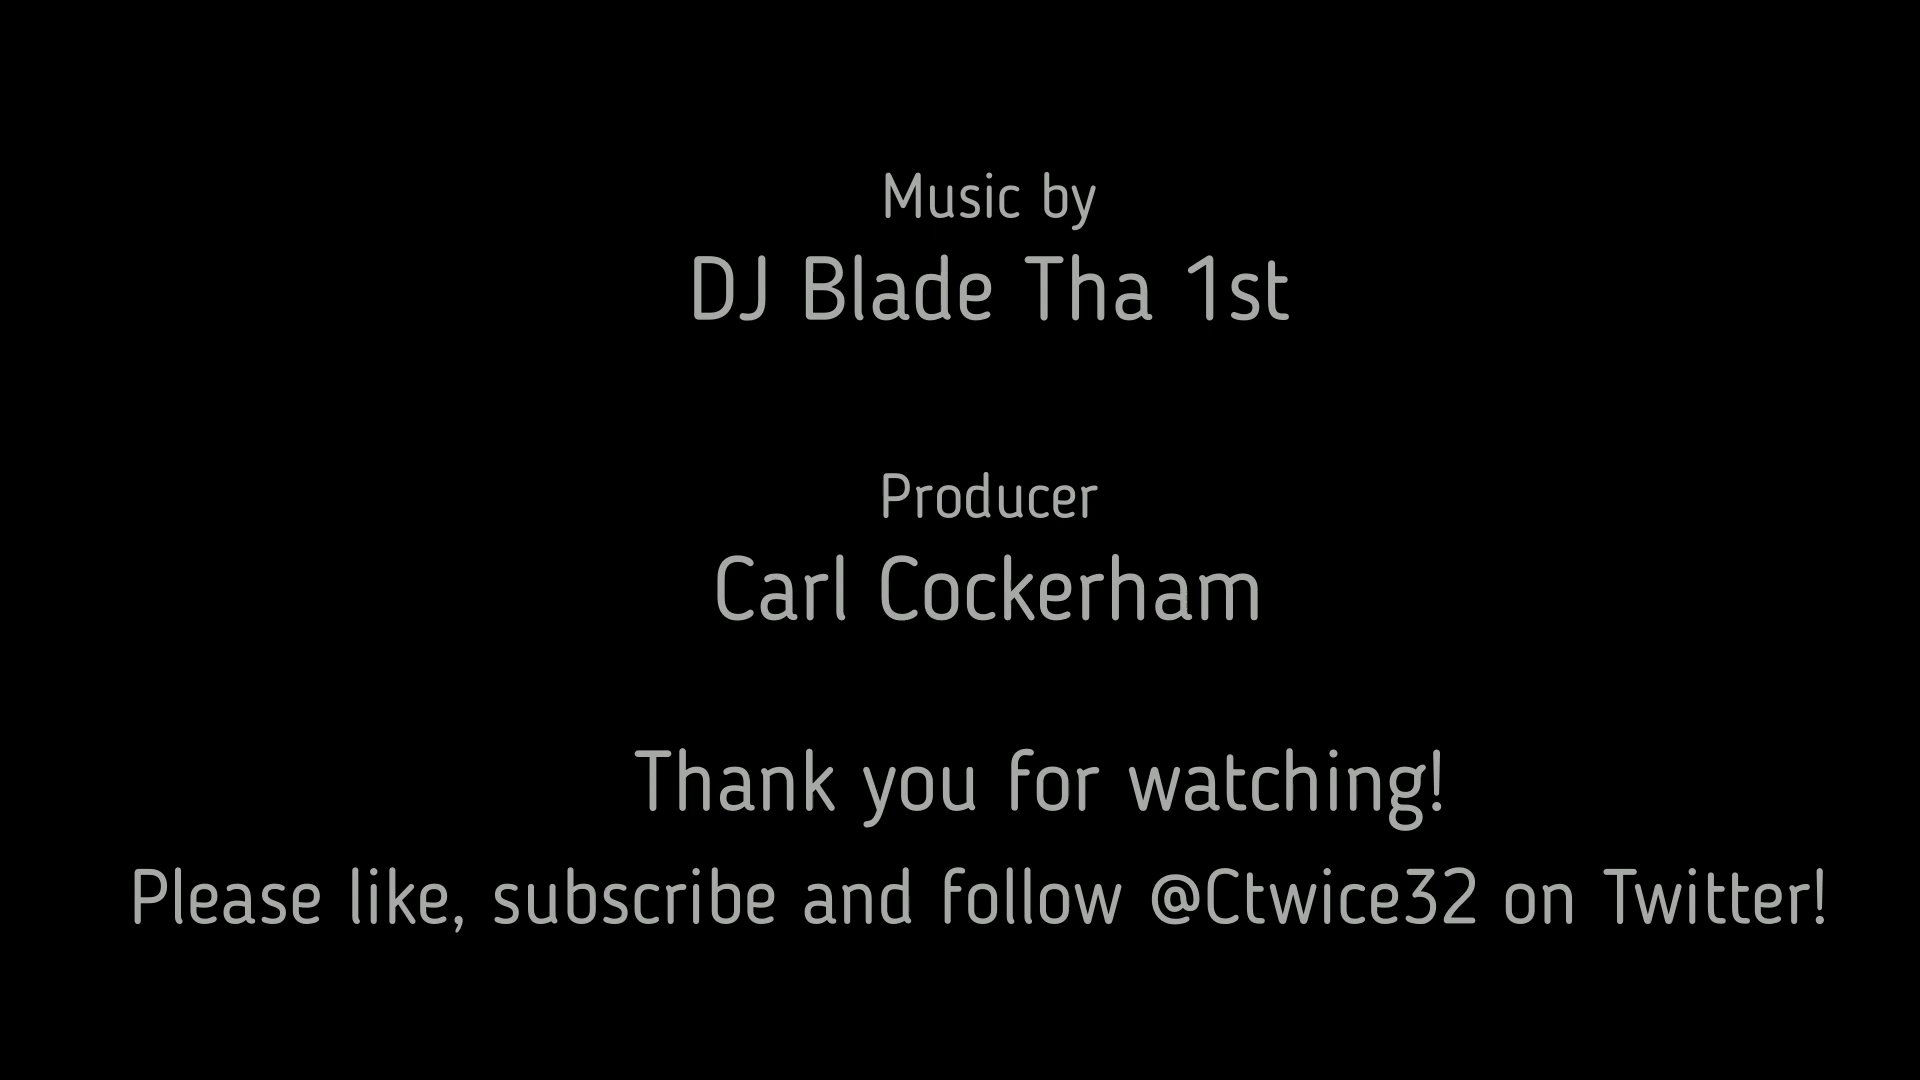 Music by
DJ Blade Tha 1st
Producer
Carl Cockerham
Thank you for watching!
Please like, subscribe and follow @Ctwice32 on Twitter!